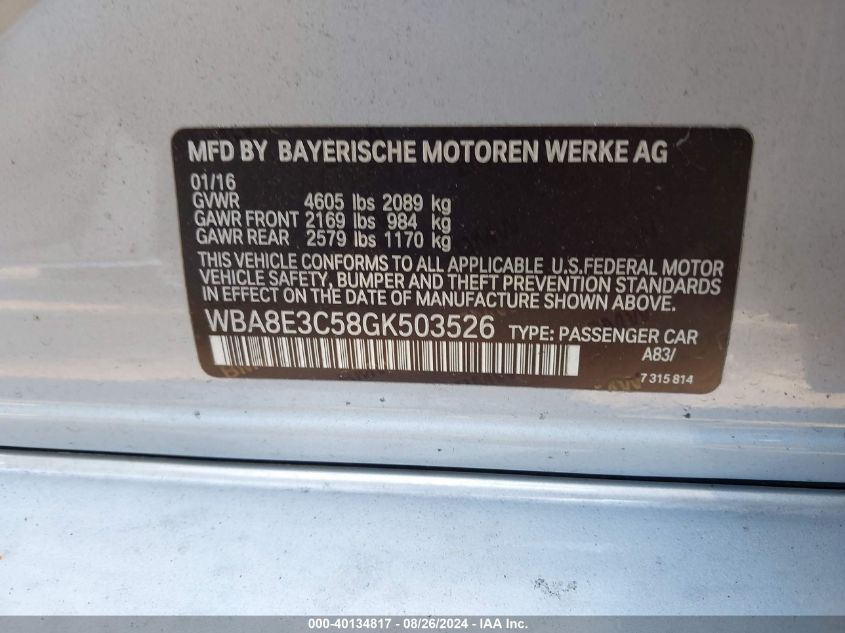 MFD BY BAYERISCHE MOTOREN WERKE AG
01/16
GVWR 4605 lbs 2089 kg
GAWR FRONT 2169 lbs 984 kg
GAWR REAR 2579 lbs 1170 kg
THIS VEHICLE CONFORMS TO ALL APPLICABLE U.S.FEDERAL MOTOR
VEHICLE SAFETY, BUMPER AND THEFT PREVENTION STANDARDS
IN EFFECT ON THE DATE OF MANUFACTURE SHOWN ABOVE.
WBA8E3C58GK503526 TYPE: PASSENGER CAR
A83/
7 315 814
000-40134817 - 08/26/2024 - IAA Inc.